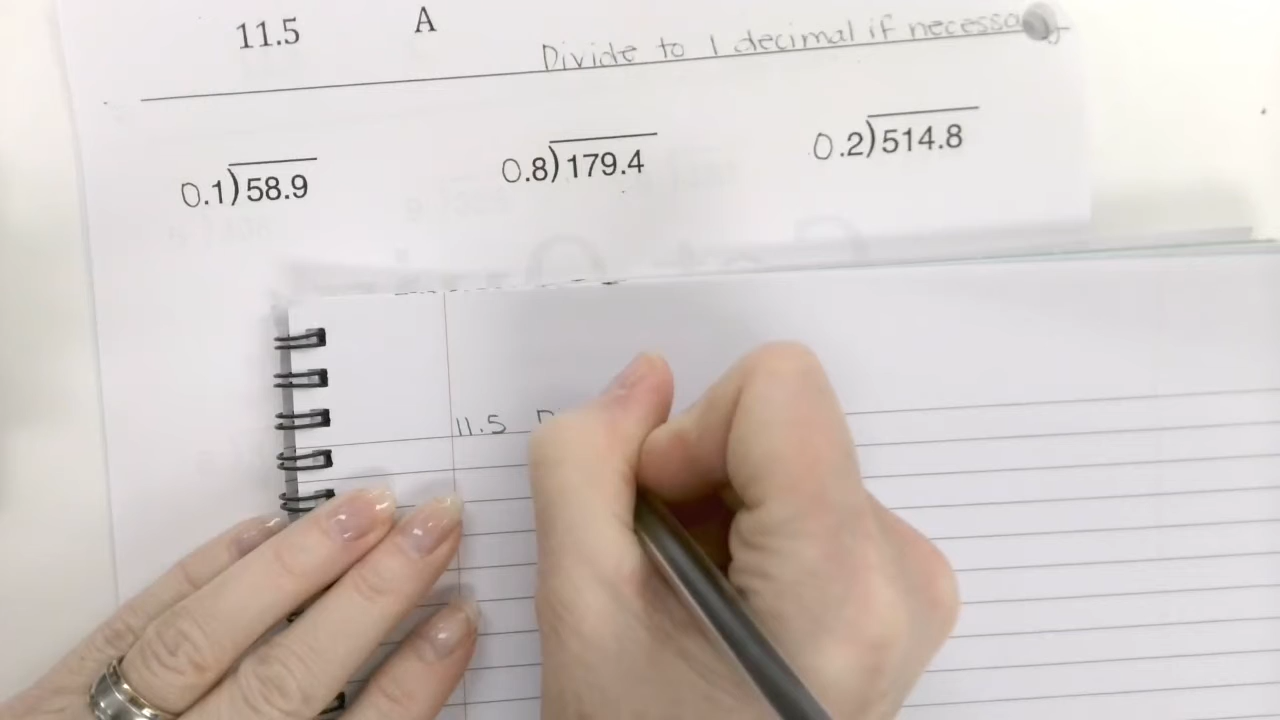 11.5 A
Divide to 1 decimal if necessary
0.1)58.9 0.8)179.4 0.2)514.8
11.5 D